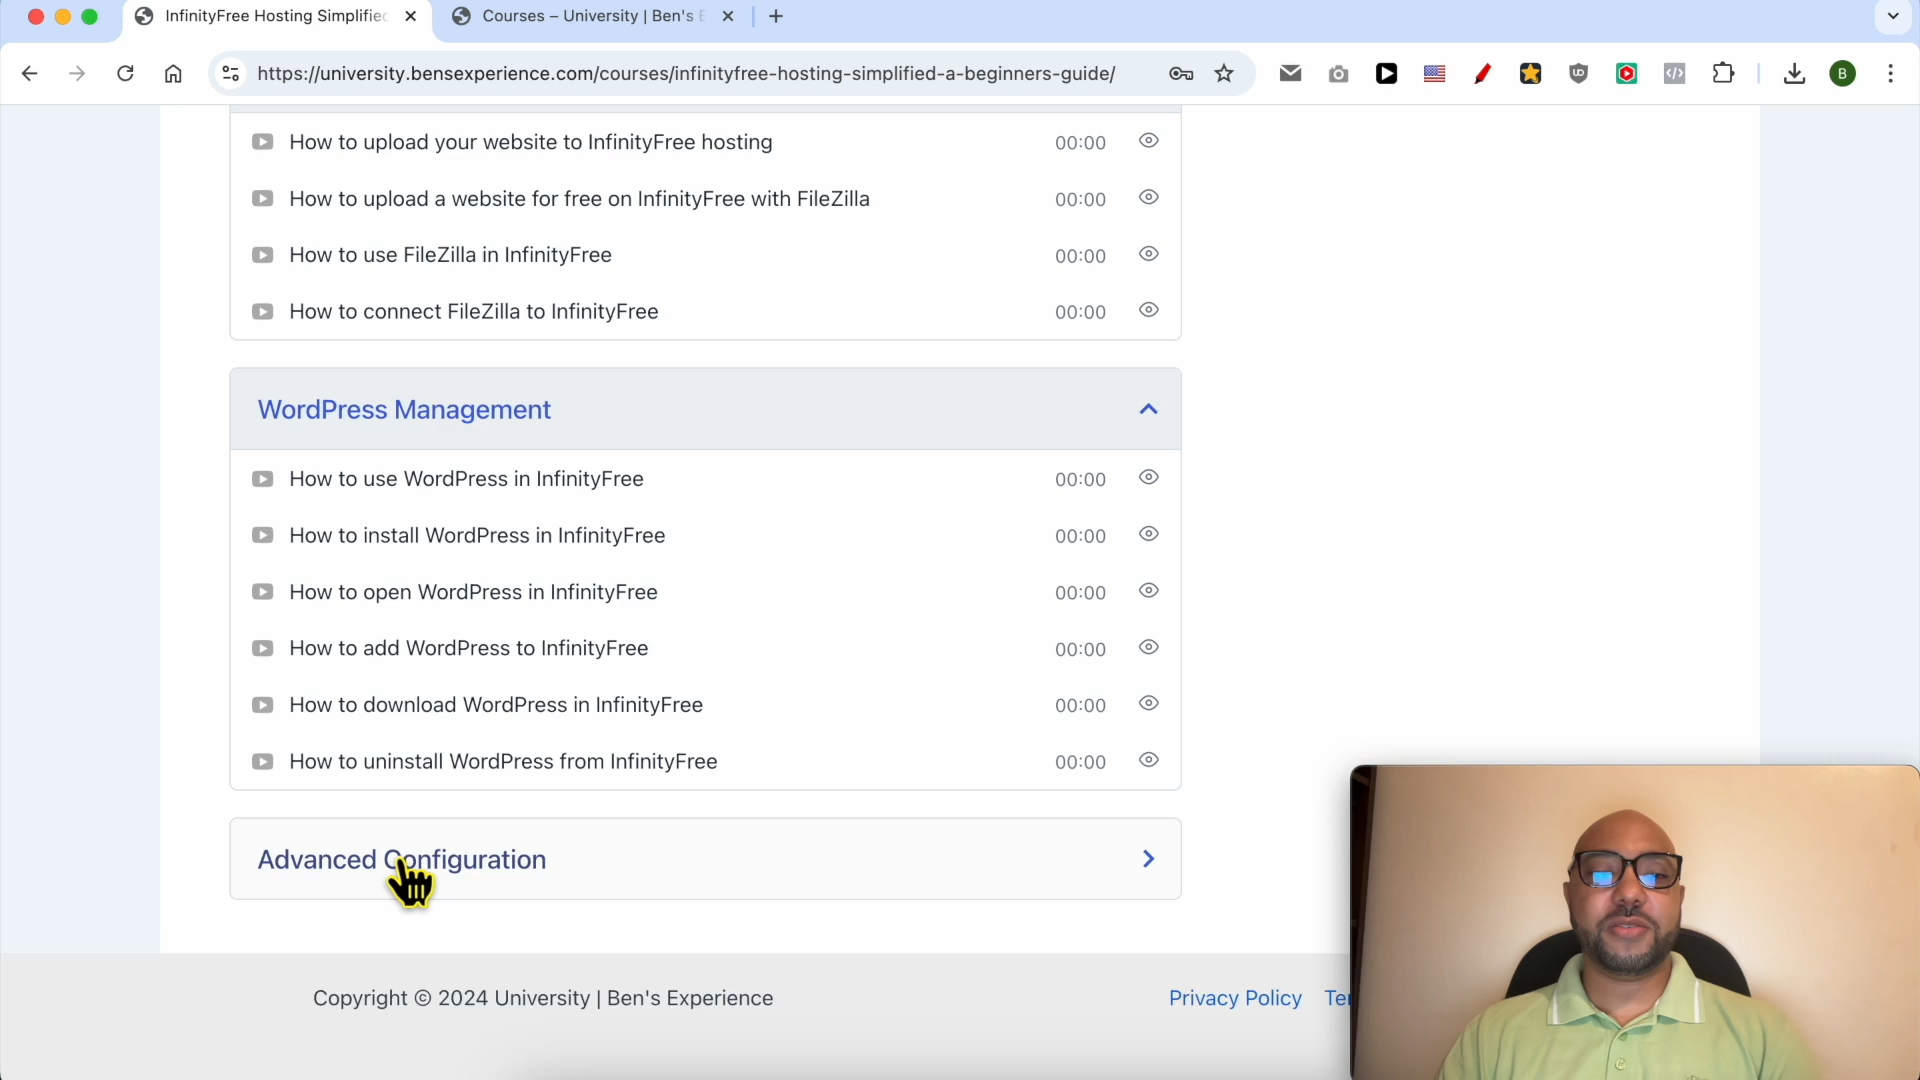 InfinityFree Hosting Simplified
Courses – University | Ben's E
https://university.bensexperience.com/courses/infinityfree-hosting-simplified-a-beginners-guide/
B
How to upload your website to InfinityFree hosting 00:00
How to upload a website for free on InfinityFree with FileZilla 00:00
How to use FileZilla in InfinityFree 00:00
How to connect FileZilla to InfinityFree 00:00
WordPress Management
How to use WordPress in InfinityFree 00:00
How to install WordPress in InfinityFree 00:00
How to open WordPress in InfinityFree 00:00
How to add WordPress to InfinityFree 00:00
How to download WordPress in InfinityFree 00:00
How to uninstall WordPress from InfinityFree 00:00
Advanced Configuration
Copyright © 2024 University | Ben's Experience Privacy Policy Ter